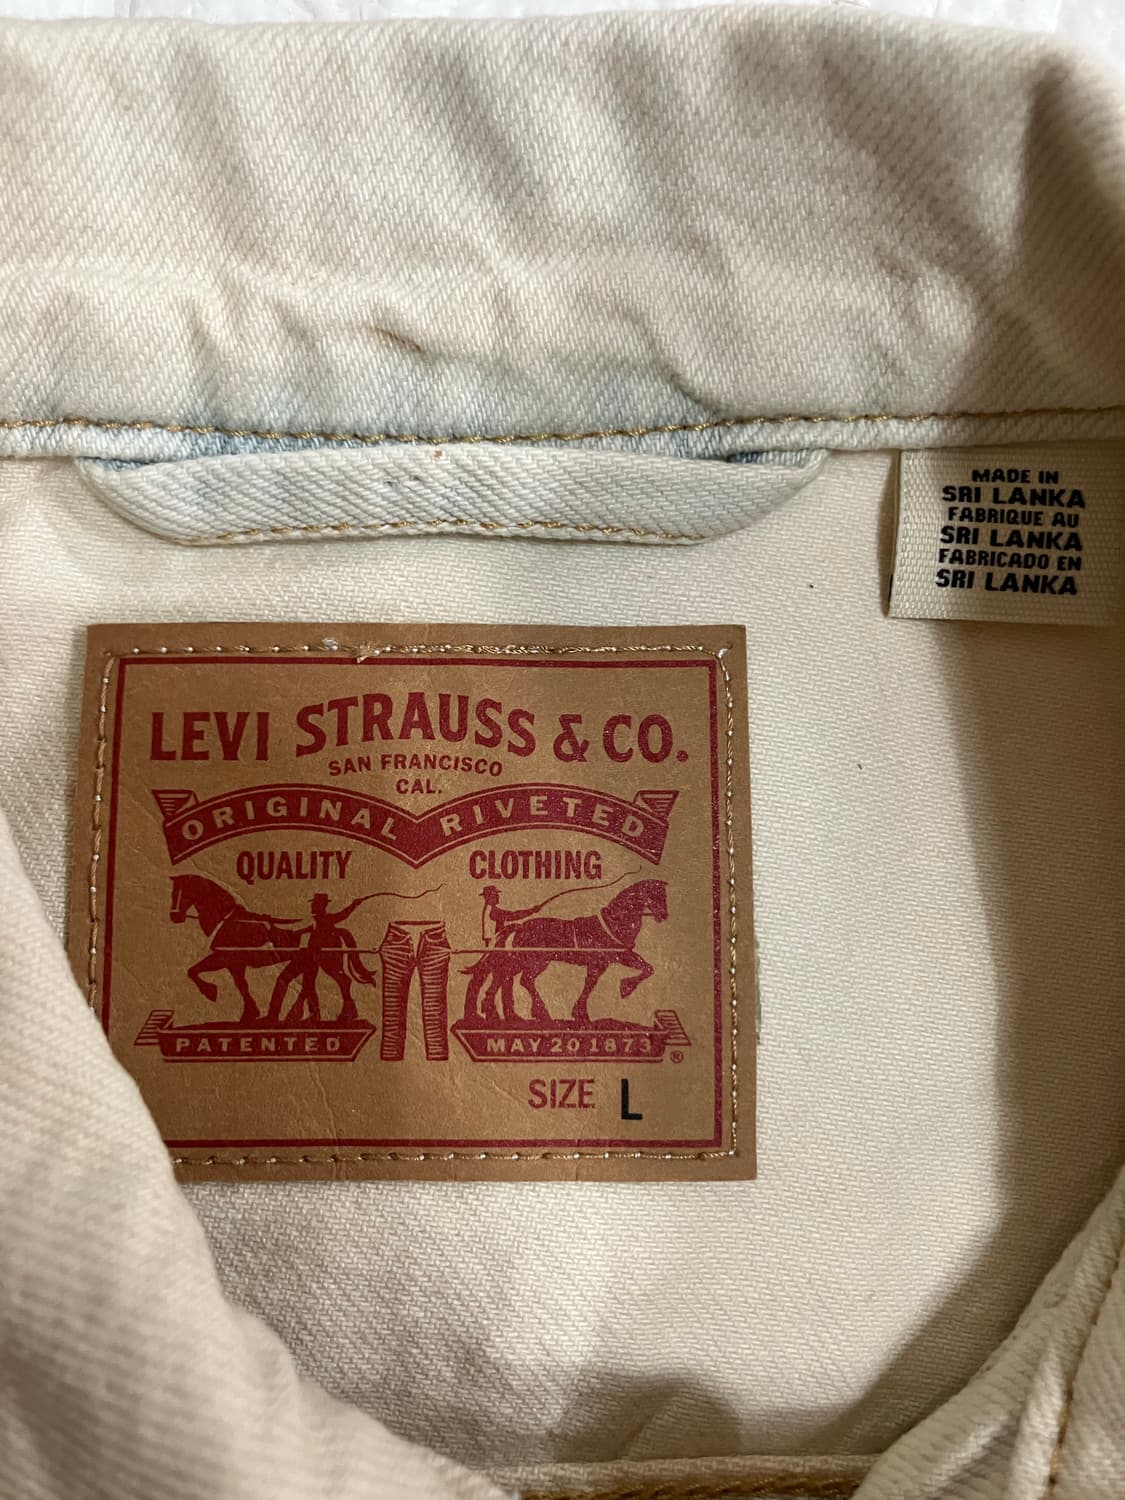 MADE IN
SRI LANKA
FABRIQUE AU
SRI LANKA
FABRICADO EN
SRI LANKA
LEVI STRAUSS & CO.
SAN FRANCISCO
CAL.
ORIGINAL RIVETED
QUALITY CLOTHING
PATENTED MAY 20 1873 ®
SIZE L